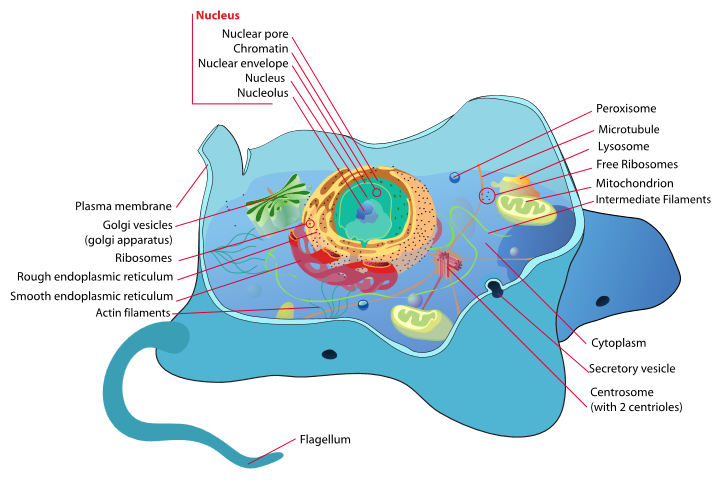 Nucleus
Nuclear pore
Chromatin
Nuclear envelope
Nucleus
Nucleolus
Plasma membrane
Golgi vesicles
(golgi apparatus)
Ribosomes
Rough endoplasmic reticulum
Smooth endoplasmic reticulum
Actin filaments
Flagellum
Peroxisome
Microtubule
Lysosome
Free Ribosomes
Mitochondrion
Intermediate Filaments
Cytoplasm
Secretory vesicle
Centrosome
(with 2 centrioles)